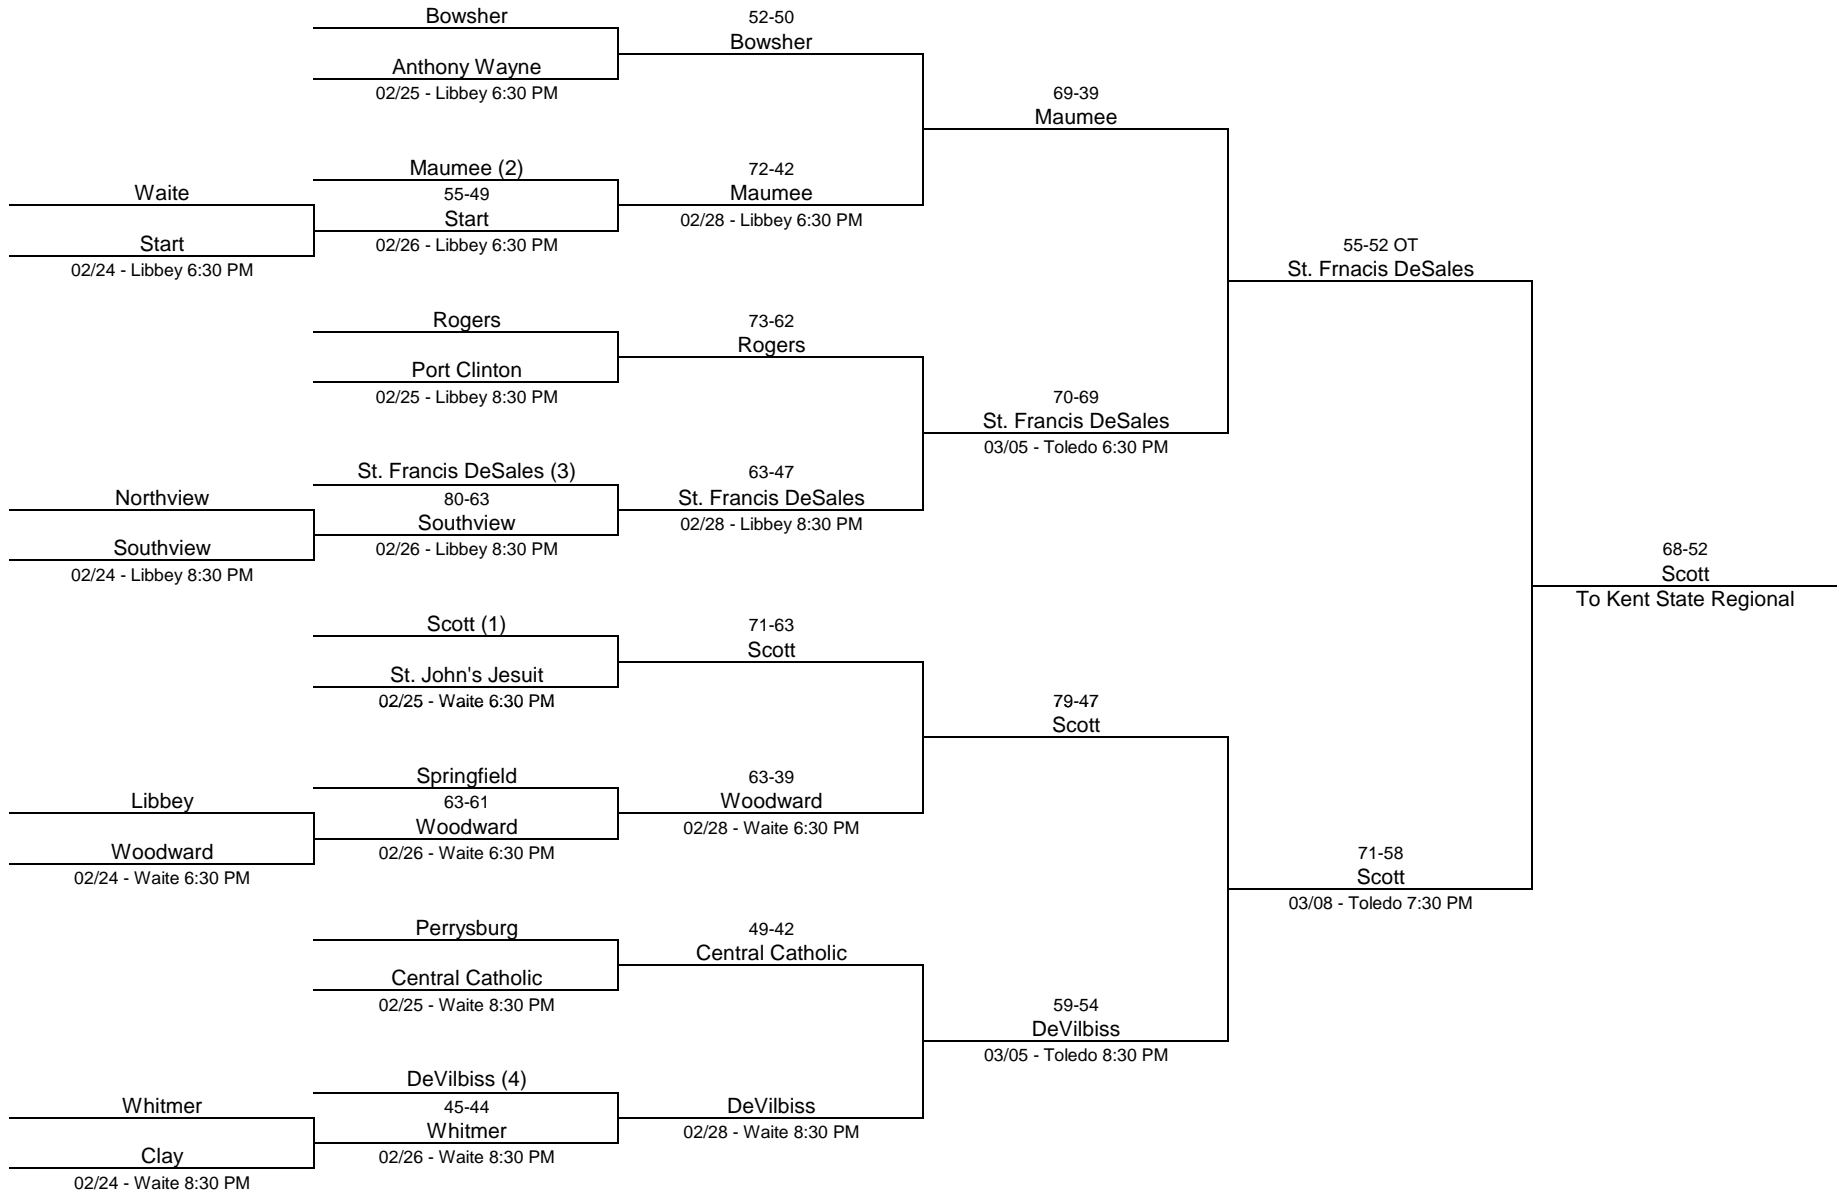 Bowsher
Anthony Wayne
02/25 - Libbey 6:30 PM
Waite
Start
02/24 - Libbey 6:30 PM
Maumee (2)
55-49
Start
02/26 - Libbey 6:30 PM
52-50
Bowsher
72-42
Maumee
02/28 - Libbey 6:30 PM
69-39
Maumee
Rogers
Port Clinton
02/25 - Libbey 8:30 PM
Northview
Southview
02/24 - Libbey 8:30 PM
St. Francis DeSales (3)
80-63
Southview
02/26 - Libbey 8:30 PM
73-62
Rogers
63-47
St. Francis DeSales
02/28 - Libbey 8:30 PM
70-69
St. Francis DeSales
03/05 - Toledo 6:30 PM
55-52 OT
St. Frnacis DeSales
Scott (1)
St. John's Jesuit
02/25 - Waite 6:30 PM
Libbey
Woodward
02/24 - Waite 6:30 PM
Springfield
63-61
Woodward
02/26 - Waite 6:30 PM
71-63
Scott
63-39
Woodward
02/28 - Waite 6:30 PM
79-47
Scott
Perrysburg
Central Catholic
02/25 - Waite 8:30 PM
Whitmer
Clay
02/24 - Waite 8:30 PM
DeVilbiss (4)
45-44
Whitmer
02/26 - Waite 8:30 PM
49-42
Central Catholic
DeVilbiss
02/28 - Waite 8:30 PM
59-54
DeVilbiss
03/05 - Toledo 8:30 PM
71-58
Scott
03/08 - Toledo 7:30 PM
68-52
Scott
To Kent State Regional